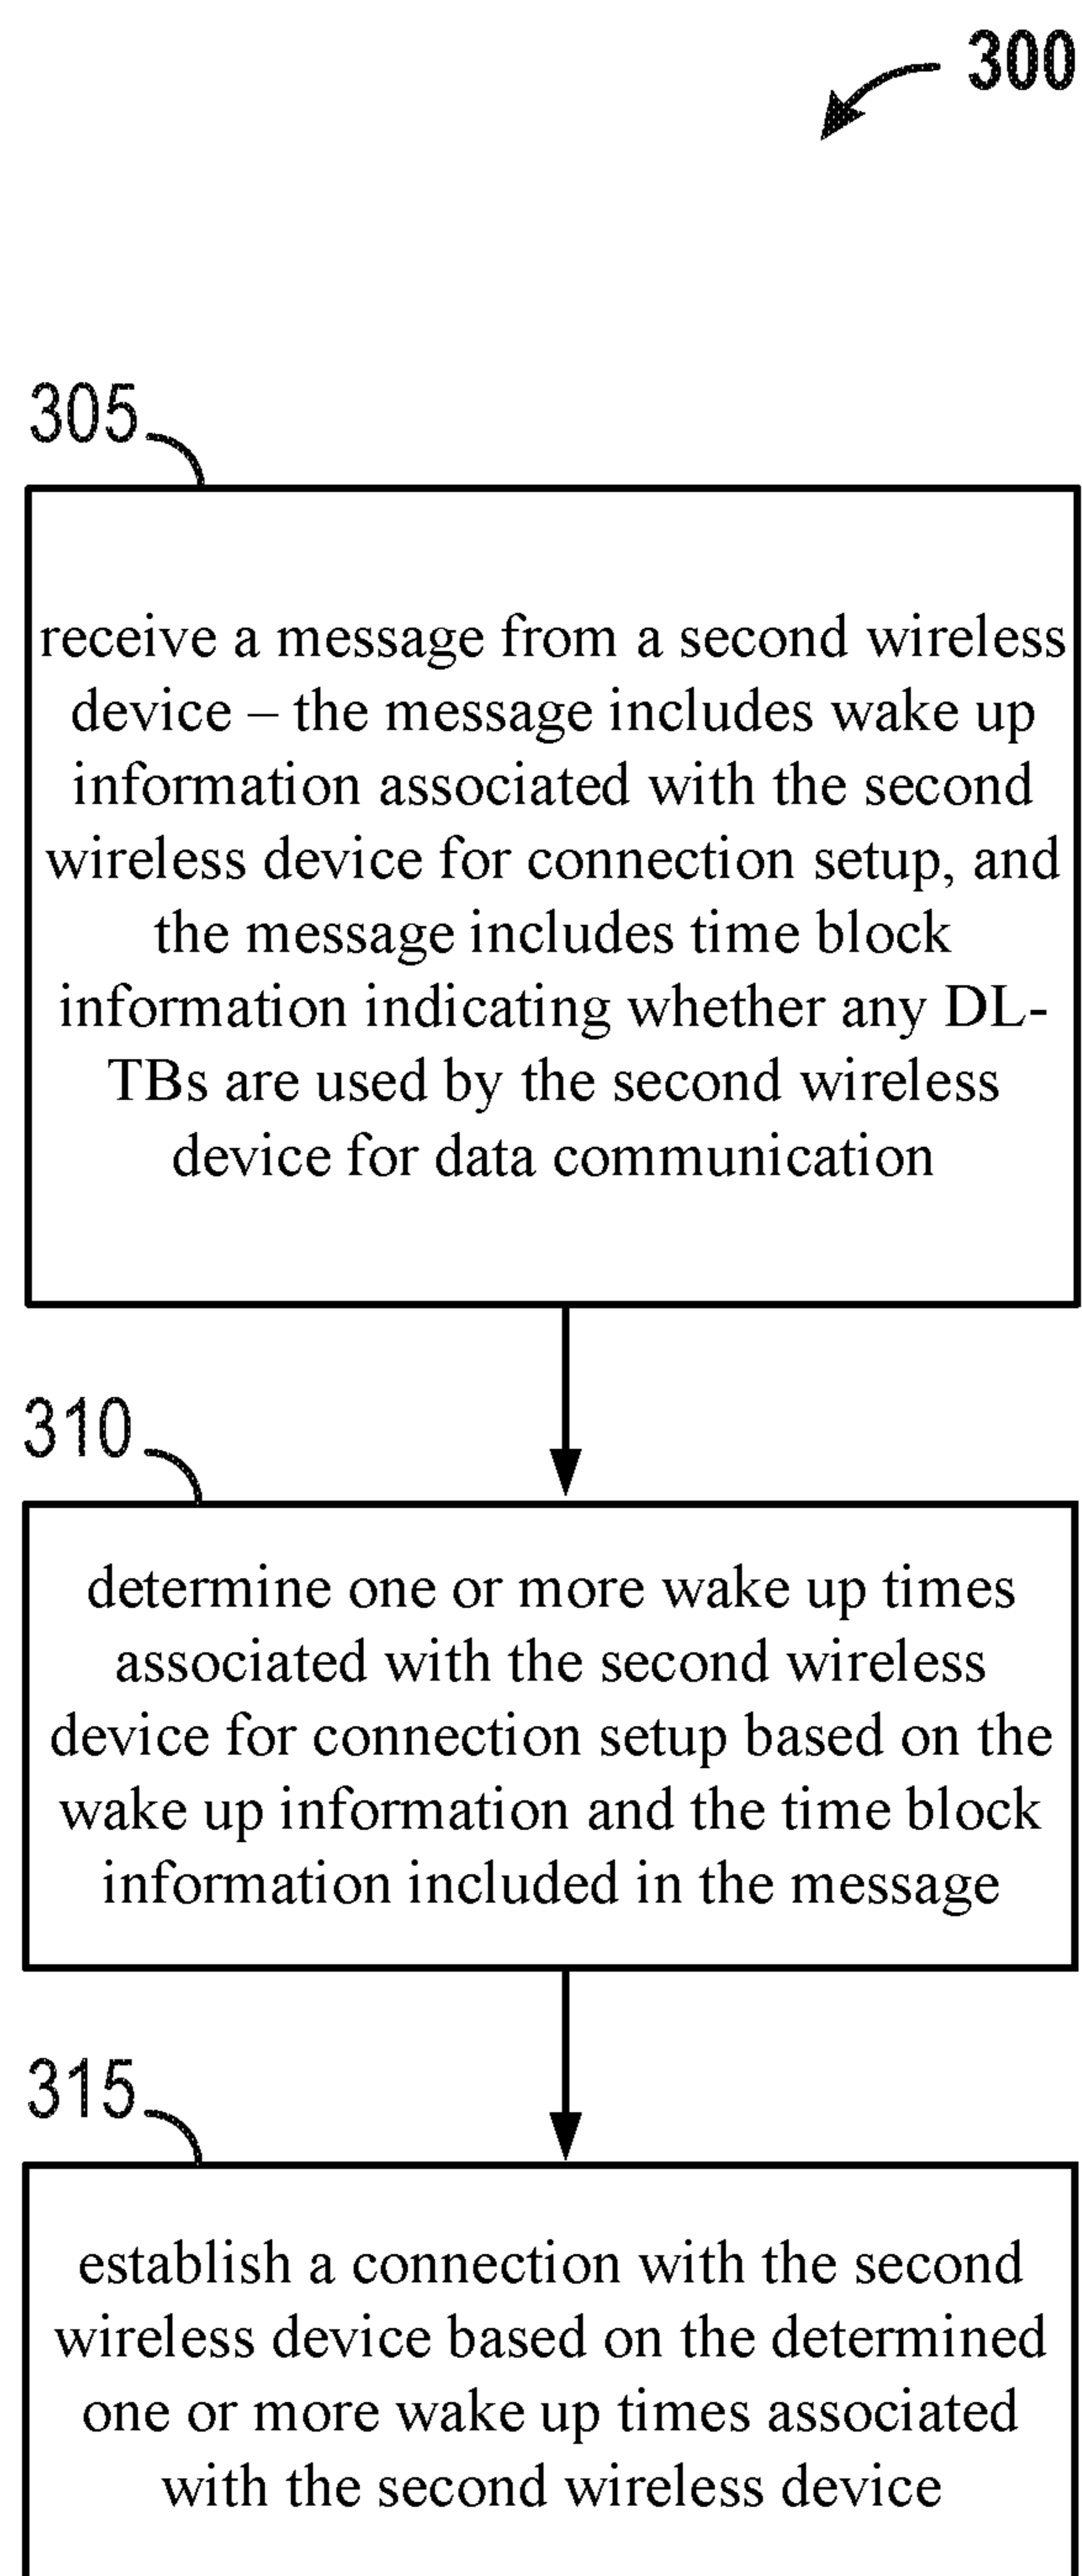 300
305
receive a message from a second wireless
device – the message includes wake up
information associated with the second
wireless device for connection setup, and
the message includes time block
information indicating whether any DL-
TBs are used by the second wireless
device for data communication
310
determine one or more wake up times
associated with the second wireless
device for connection setup based on the
wake up information and the time block
information included in the message
315
establish a connection with the second
wireless device based on the determined
one or more wake up times associated
with the second wireless device